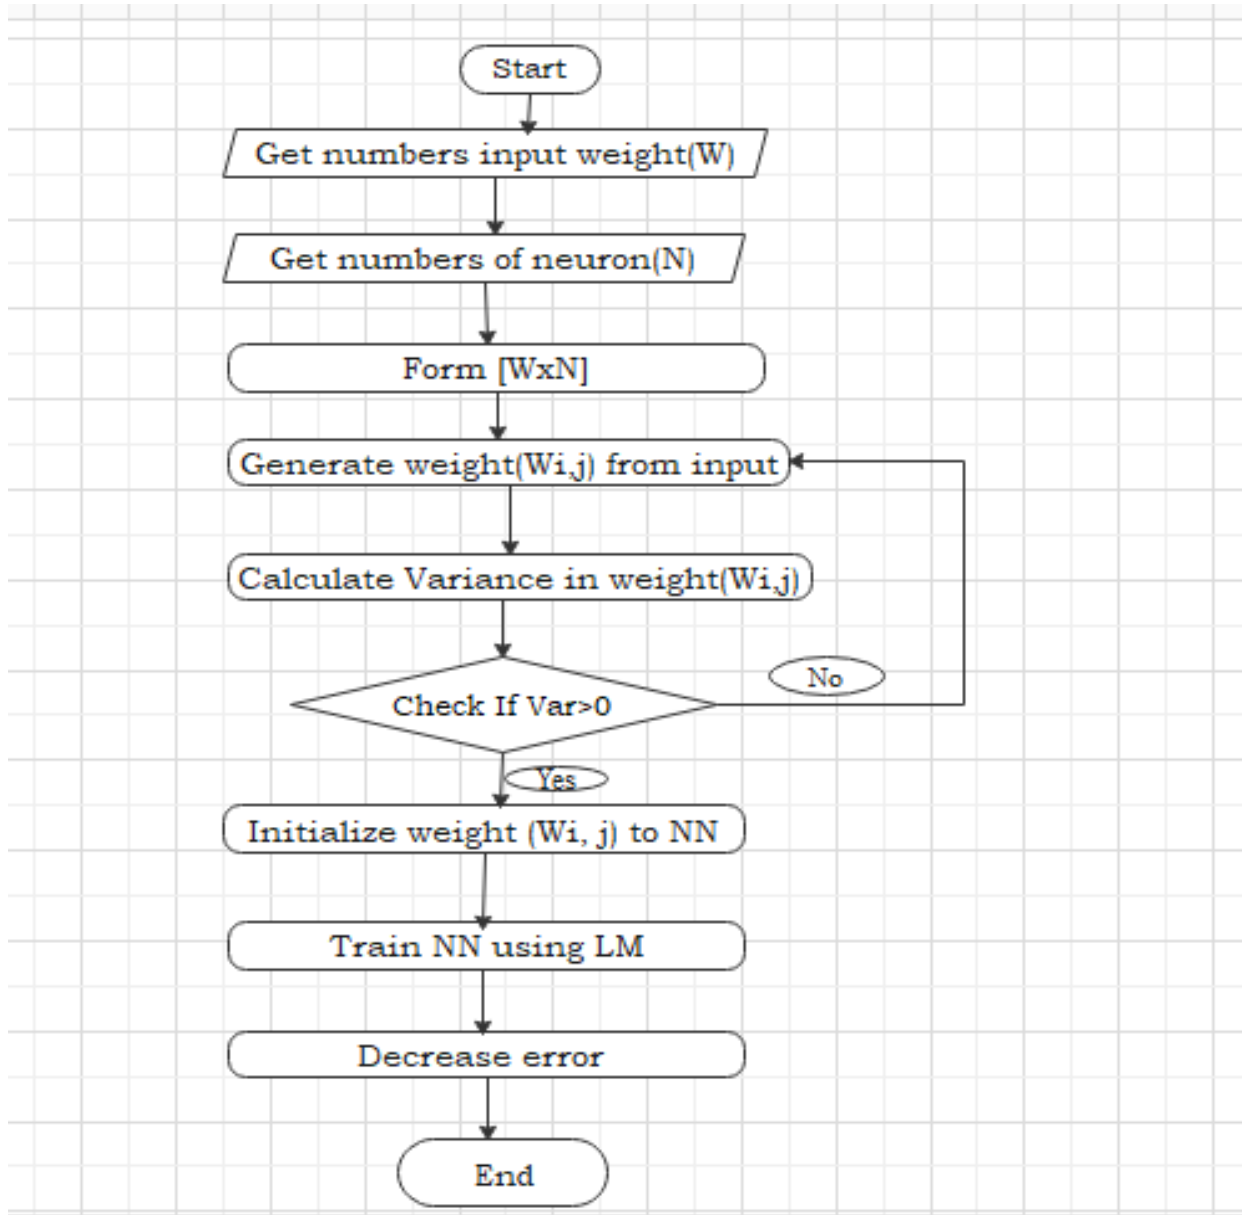 Start
Get numbers input weight(W)
Get numbers of neuron(N)
Form [WxN]
Generate weight(Wi,j) from input
Calculate Variance in weight(Wi,j)
Check If Var>0
No
Yes
Initialize weight (Wi, j) to NN
Train NN using LM
Decrease error
End